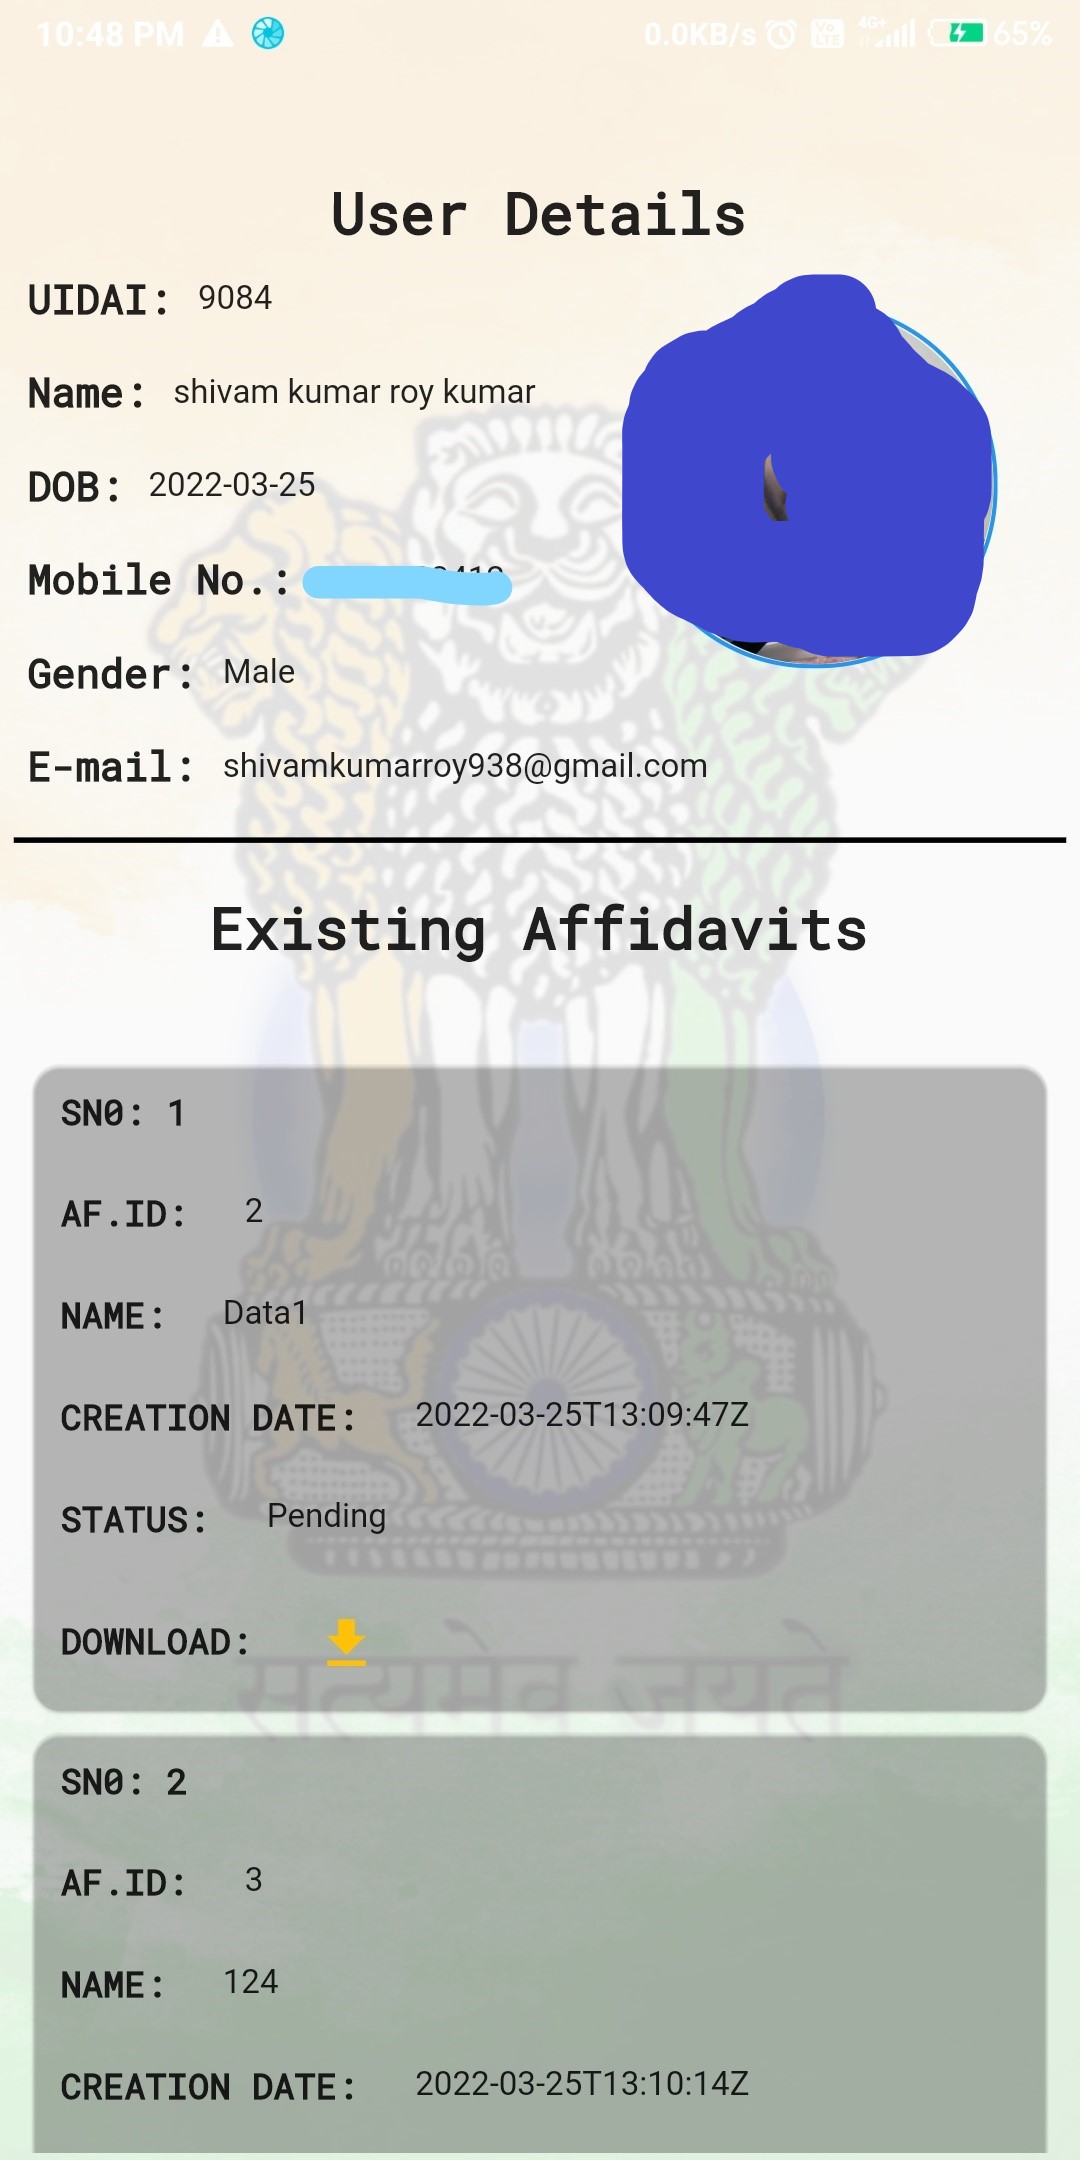 10:48 PM
0.0KB/s Vo LTE 4G+ 65%
User Details
UIDAI: 9084
Name: shivam kumar roy kumar
DOB: 2022-03-25
Mobile No.:
Gender: Male
E-mail: shivamkumarroy938@gmail.com
Existing Affidavits
SN0: 1
AF.ID: 2
NAME: Data1
CREATION DATE: 2022-03-25T13:09:47Z
STATUS: Pending
DOWNLOAD:
सत्यमेव जयते
SN0: 2
AF.ID: 3
NAME: 124
CREATION DATE: 2022-03-25T13:10:14Z